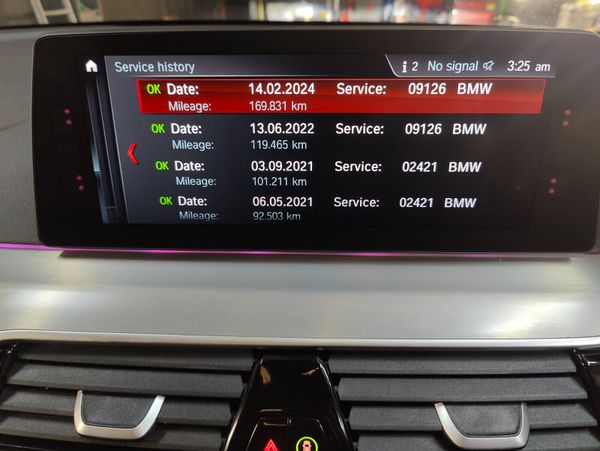 Service history 2 No signal 3:25 am
OK Date: 14.02.2024 Service: 09126 BMW
Mileage: 169.831 km
OK Date: 13.06.2022 Service: 09126 BMW
Mileage: 119.465 km
OK Date: 03.09.2021 Service: 02421 BMW
Mileage: 101.211 km
OK Date: 06.05.2021 Service: 02421 BMW
Mileage: 92.503 km